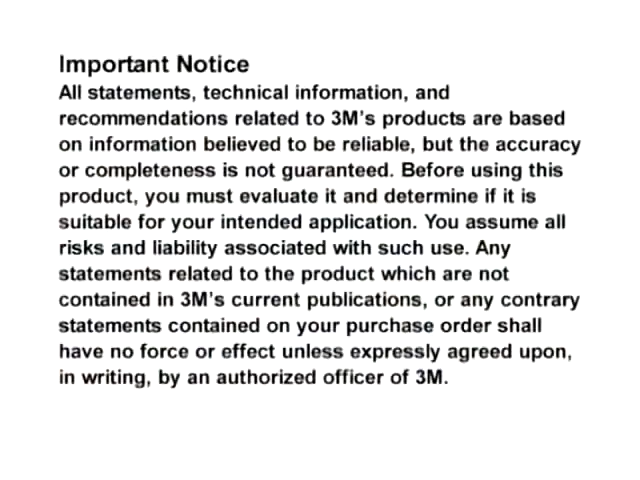 Important Notice
All statements, technical information, and
recommendations related to 3M's products are based
on information believed to be reliable, but the accuracy
or completeness is not guaranteed. Before using this
product, you must evaluate it and determine if it is
suitable for your intended application. You assume all
risks and liability associated with such use. Any
statements related to the product which are not
contained in 3M's current publications, or any contrary
statements contained on your purchase order shall
have no force or effect unless expressly agreed upon,
in writing, by an authorized officer of 3M.